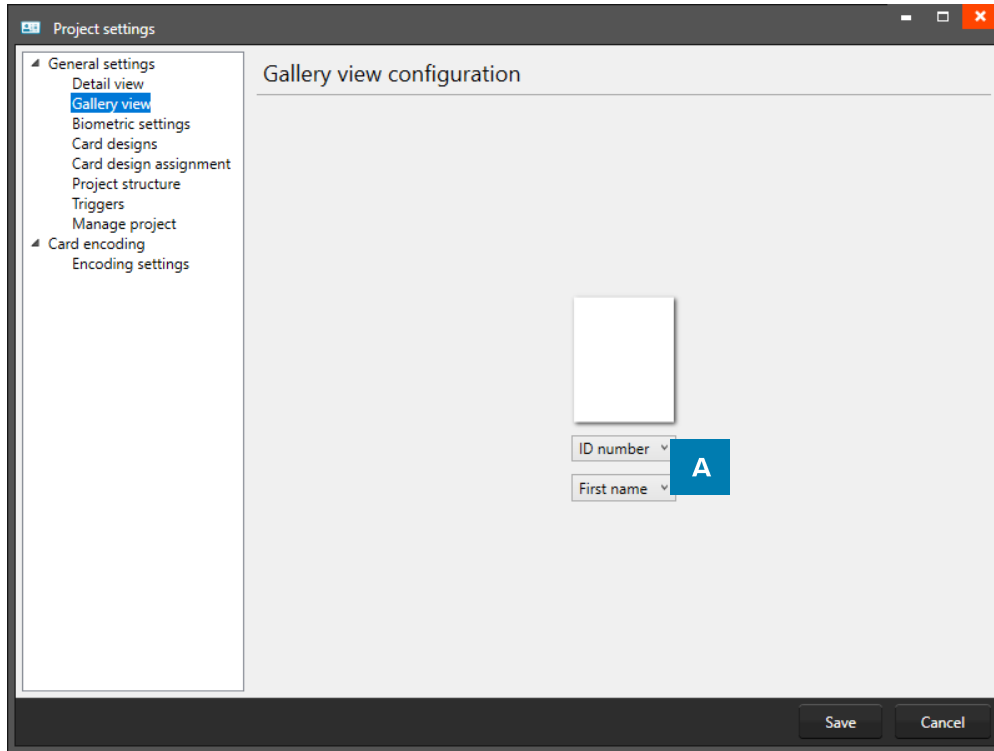 Project settings
General settings
Detail view
Gallery view
Biometric settings
Card designs
Card design assignment
Project structure
Triggers
Manage project
Card encoding
Encoding settings
Gallery view configuration
ID number
A
First name
Save
Cancel